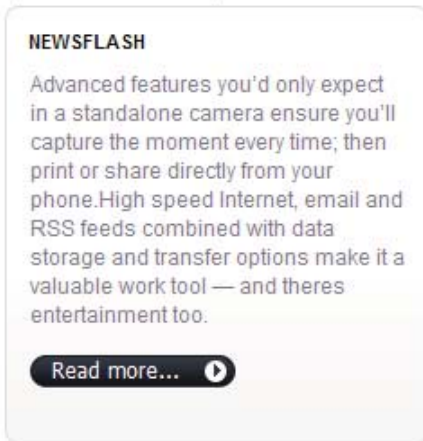 NEWSFLASH
Advanced features you'd only expect
in a standalone camera ensure you'll
capture the moment every time; then
print or share directly from your
phone.High speed Internet, email and
RSS feeds combined with data
storage and transfer options make it a
valuable work tool — and theres
entertainment too.
Read more...